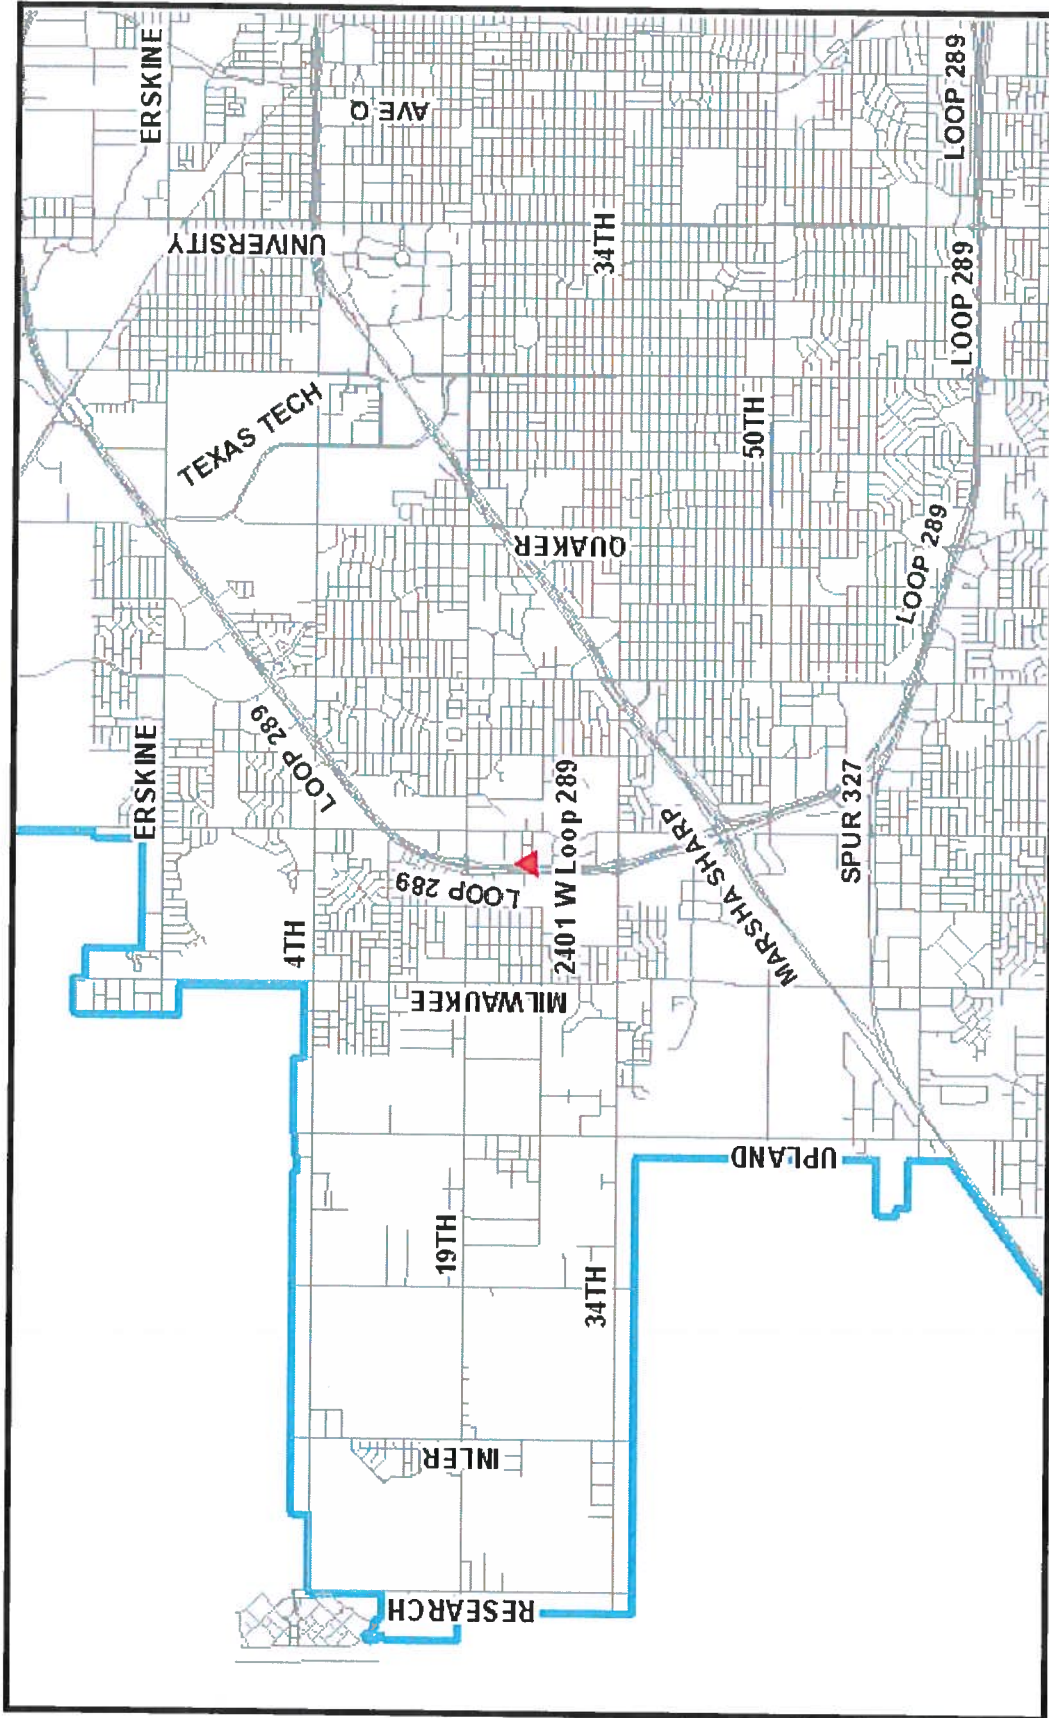 ERSKINE
AVE Q
LOOP 289
UNIVERSITY
34TH
LOOP 289
TEXAS TECH
50TH
QUAKER
LOOP 289
ERSKINE
LOOP 289
2401 W Loop 289
MARSHA SHARP
SPUR 327
LOOP 289
4TH
MILWAUKEE
UPLAND
19TH
34TH
INLER
RESEARCH